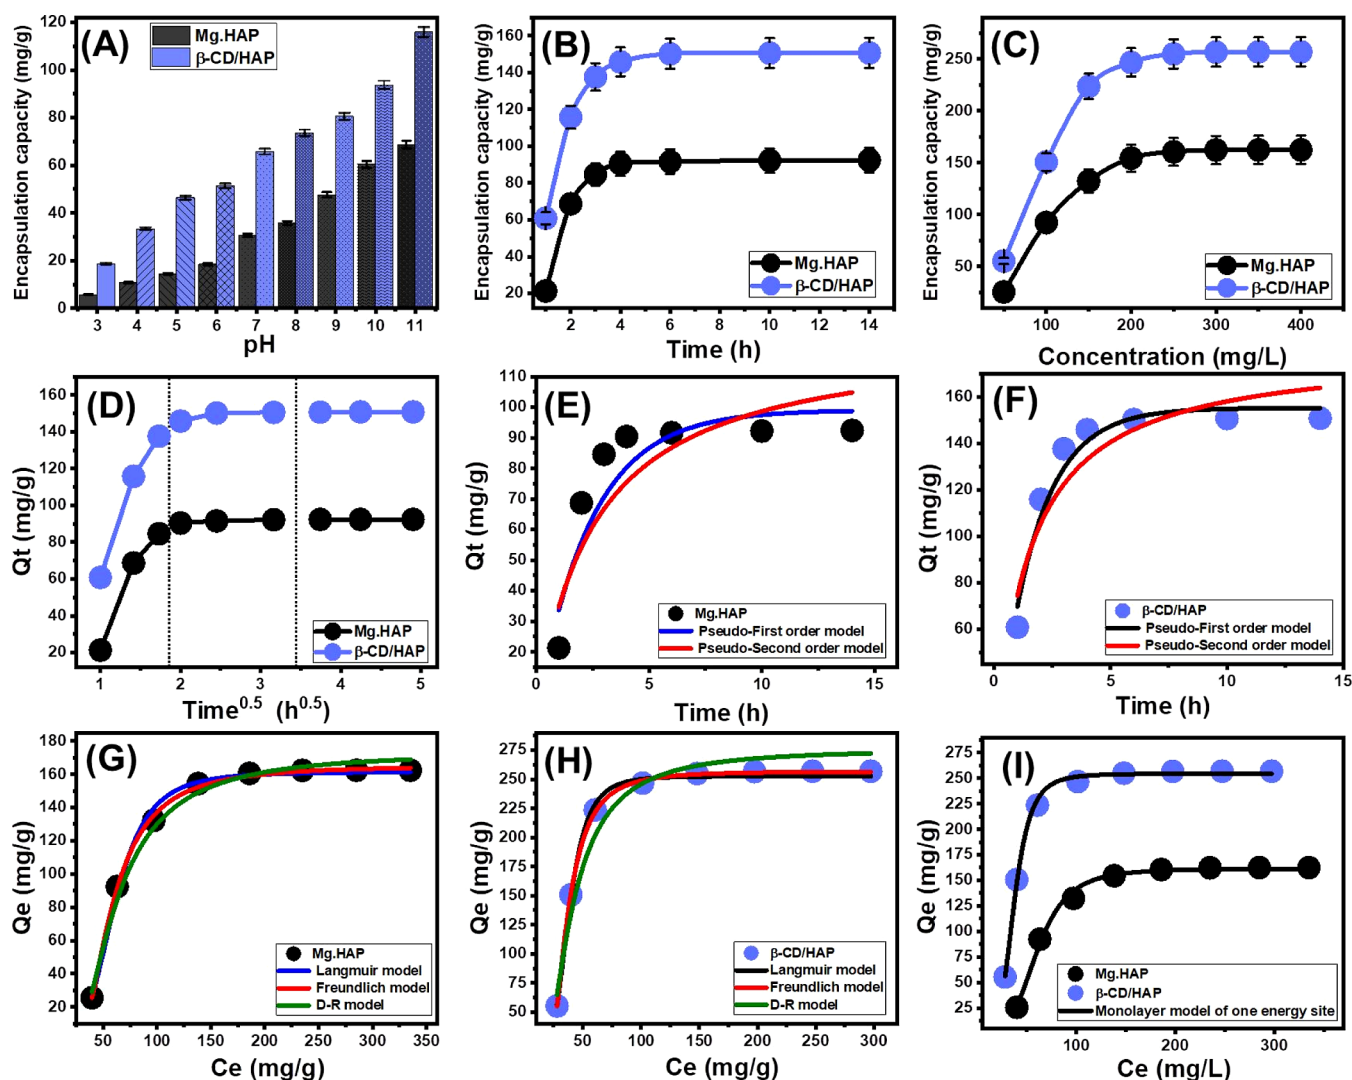 (A)
Mg.HAP
β-CD/HAP
Encapsulation capacity (mg/g)
120
100
80
60
40
20
0
3 4 5 6 7 8 9 10 11
pH
(B)
Encapsulation capacity (mg/g)
160
140
120
100
80
60
40
20
Mg.HAP
β-CD/HAP
2 4 6 8 10 12 14
Time (h)
(C)
Encapsulation capacity (mg/g)
250
200
150
100
50
Mg.HAP
β-CD/HAP
100 200 300 400
Concentration (mg/L)
(D)
Qt (mg/g)
160
140
120
100
80
60
40
20
Mg.HAP
β-CD/HAP
1 2 3 4 5
Time^0.5 (h^0.5)
(E)
Qt (mg/g)
110
100
90
80
70
60
50
40
30
20
Mg.HAP
Pseudo-First order model
Pseudo-Second order model
0 5 10 15
Time (h)
(F)
Qt (mg/g)
160
140
120
100
80
60
β-CD/HAP
Pseudo-First order model
Pseudo-Second order model
0 5 10 15
Time (h)
(G)
Qe (mg/g)
180
160
140
120
100
80
60
40
20
Mg.HAP
Langmuir model
Freundlich model
D-R model
50 100 150 200 250 300 350
Ce (mg/g)
(H)
Qe (mg/g)
275
250
225
200
175
150
125
100
75
50
β-CD/HAP
Langmuir model
Freundlich model
D-R model
50 100 150 200 250 300
Ce (mg/g)
(I)
Qe (mg/g)
275
250
225
200
175
150
125
100
75
50
25
Mg.HAP
β-CD/HAP
Monolayer model of one energy site
100 200 300
Ce (mg/L)